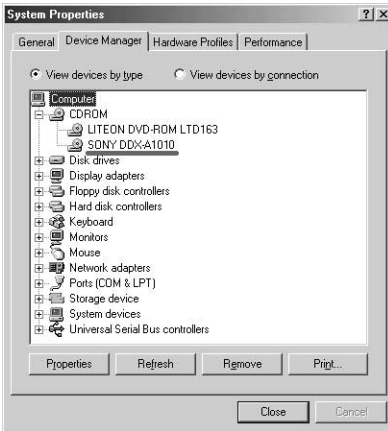 System Properties
General Device Manager Hardware Profiles Performance
View devices by type View devices by connection
Computer
CDROM
LITEON DVD-ROM LTD163
SONY DDX-A1010
Disk drives
Display adapters
Floppy disk controllers
Hard disk controllers
Keyboard
Monitors
Mouse
Network adapters
Ports (COM & LPT)
Storage device
System devices
Universal Serial Bus controllers
Properties Refresh Remove Print...
Close Cancel